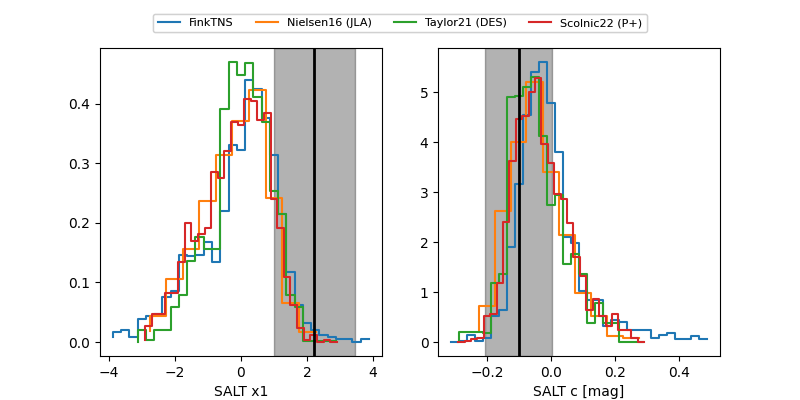 FinkTNS Nielsen16 (JLA) Taylor21 (DES) Scolnic22 (P+)
0.4
0.3
0.2
0.1
0.0
−4 −2 0 2 4
SALT x1
5
4
3
2
1
0
−0.2 0.0 0.2 0.4
SALT c [mag]